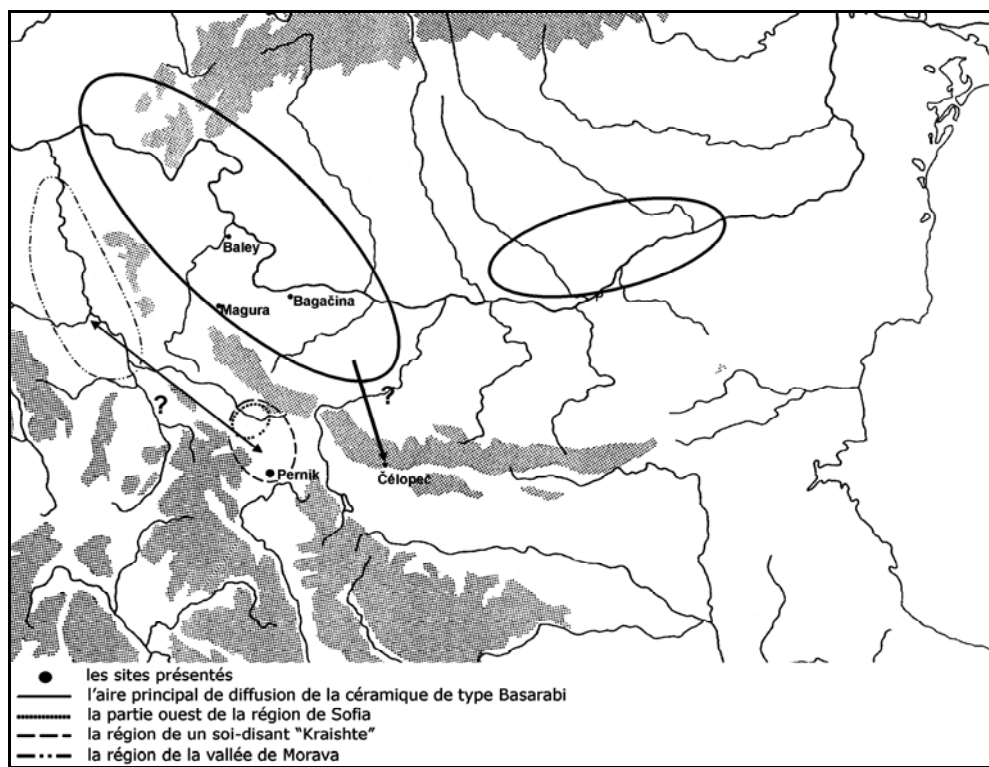 Baley
Magura
Bagačina
?
?
Pernik
Čélopeč
les sites présentés
l'aire principal de diffusion de la céramique de type Basarabi
la partie ouest de la région de Sofia
la région de un soi-disant "Kraishte"
la région de la vallée de Morava